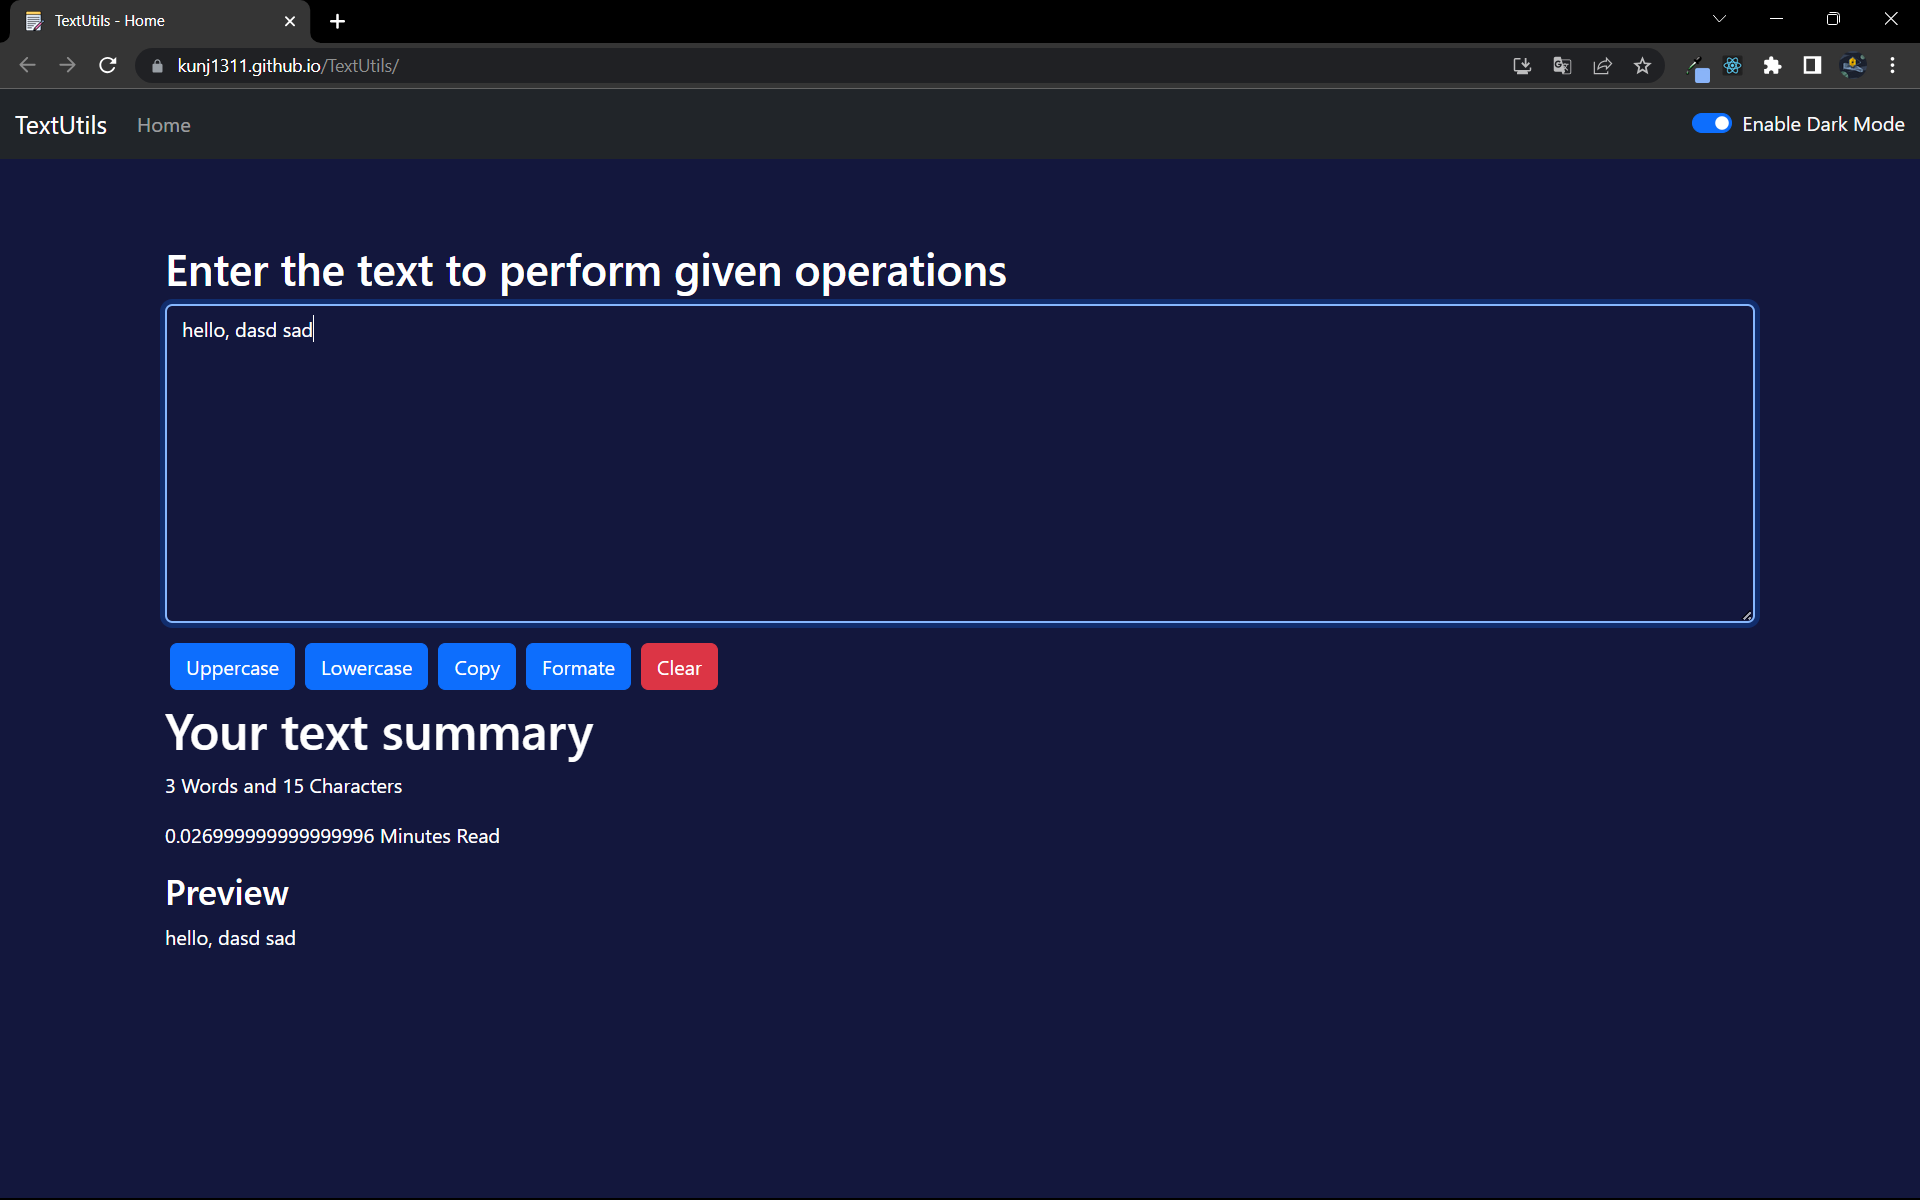 TextUtils - Home
kunj1311.github.io/TextUtils/
TextUtils Home Enable Dark Mode
Enter the text to perform given operations
hello, dasd sad
Uppercase Lowercase Copy Formate Clear
Your text summary
3 Words and 15 Characters
0.026999999999999996 Minutes Read
Preview
hello, dasd sad